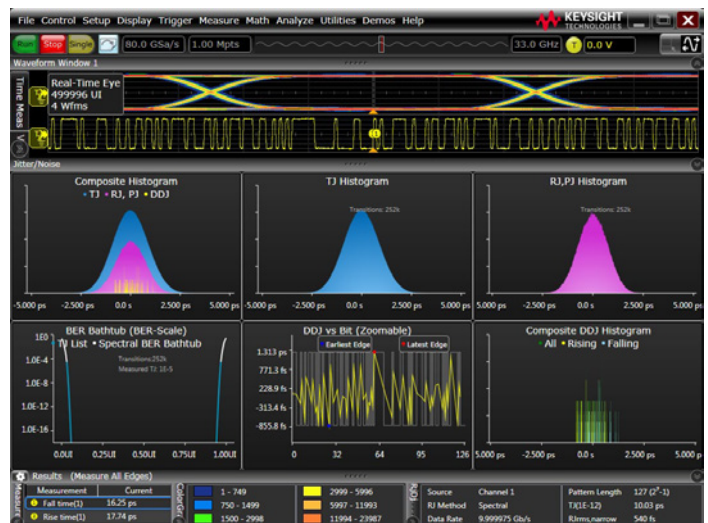 File Control Setup Display Trigger Measure Math Analyze Utilities Demos Help
KEYSIGHT
TECHNOLOGIES
Run Stop Single 80.0 GSa/s 1.00 Mpts 33.0 GHz T 0.0 V
Waveform Window 1
Time Meas
Real-Time Eye
499996 UI
4 Wfms
Jitter/Noise
Composite Histogram
TJ RJ, PJ DDJ
-5.000 ps -2.500 ps 0.0 s 2.500 ps 5.000 ps
TJ Histogram
Transitions: 252k
-5.000 ps -2.500 ps 0.0 s 2.500 ps 5.000 ps
RJ,PJ Histogram
Transitions: 252k
5.000 ps -2.500 ps 0.0 s 2.500 ps 5.000 p
BER Bathtub (BER-Scale)
TJ List Spectral BER Bathtub
Transitions:252k
Measured TJ: 1E-5
1E0
1.0E-4
1.0E-8
1.0E-12
1.0E-16
0.0UI 0.25UI 0.50UI 0.75UI 1.00UI
DDJ vs Bit (Zoomable)
Earliest Edge Latest Edge
1.313 ps
771.3 fs
228.9 fs
-313.4 fs
-855.8 fs
0 32 64 95 126
Composite DDJ Histogram
All Rising Falling
5.000 ps -2.500 ps 0.0 s 2.500 ps 5.000 p
Results (Measure All Edges)
Measurement Current
Fall time(1) 16.25 ps
Rise time(1) 17.74 ps
1 - 749 2999 - 5996
750 - 1499 5997 - 11993
1500 - 2998 11994 - 23987
Source Channel 1 Pattern Length 127 (2⁷-1)
RJ Method Spectral TJ(1E-12) 10.03 ps
Data Rate 9.999975 Gb/s RJrms,narrow 540 fs